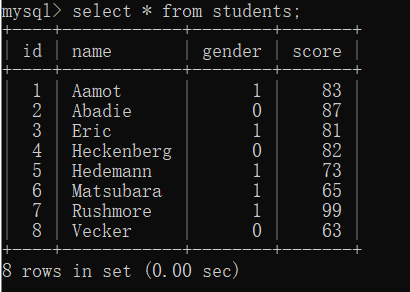 mysql> select * from students;
id name gender score
1 Aamot 1 83
2 Abadie 0 87
3 Eric 1 81
4 Heckenberg 0 82
5 Hedemann 1 73
6 Matsubara 1 65
7 Rushmore 1 99
8 Vecker 0 63
8 rows in set (0.00 sec)